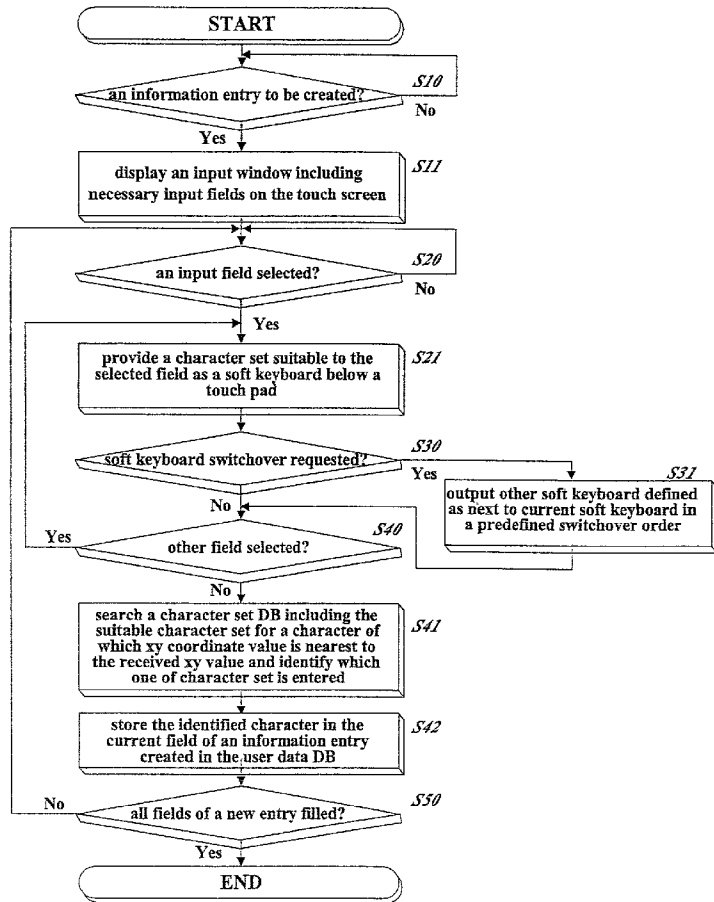 START
S10
an information entry to be created?
No
Yes
S11
display an input window including
necessary input fields on the touch screen
S20
an input field selected?
No
Yes
S21
provide a character set suitable to the
selected field as a soft keyboard below a
touch pad
S30
soft keyboard switchover requested?
Yes
S31
output other soft keyboard defined
as next to current soft keyboard in
a predefined switchover order
No
S40
Yes
other field selected?
No
S41
search a character set DB including the
suitable character set for a character of
which xy coordinate value is nearest to
the received xy value and identify which
one of character set is entered
S42
store the identified character in the
current field of an information entry
created in the user data DB
S50
No
all fields of a new entry filled?
Yes
END